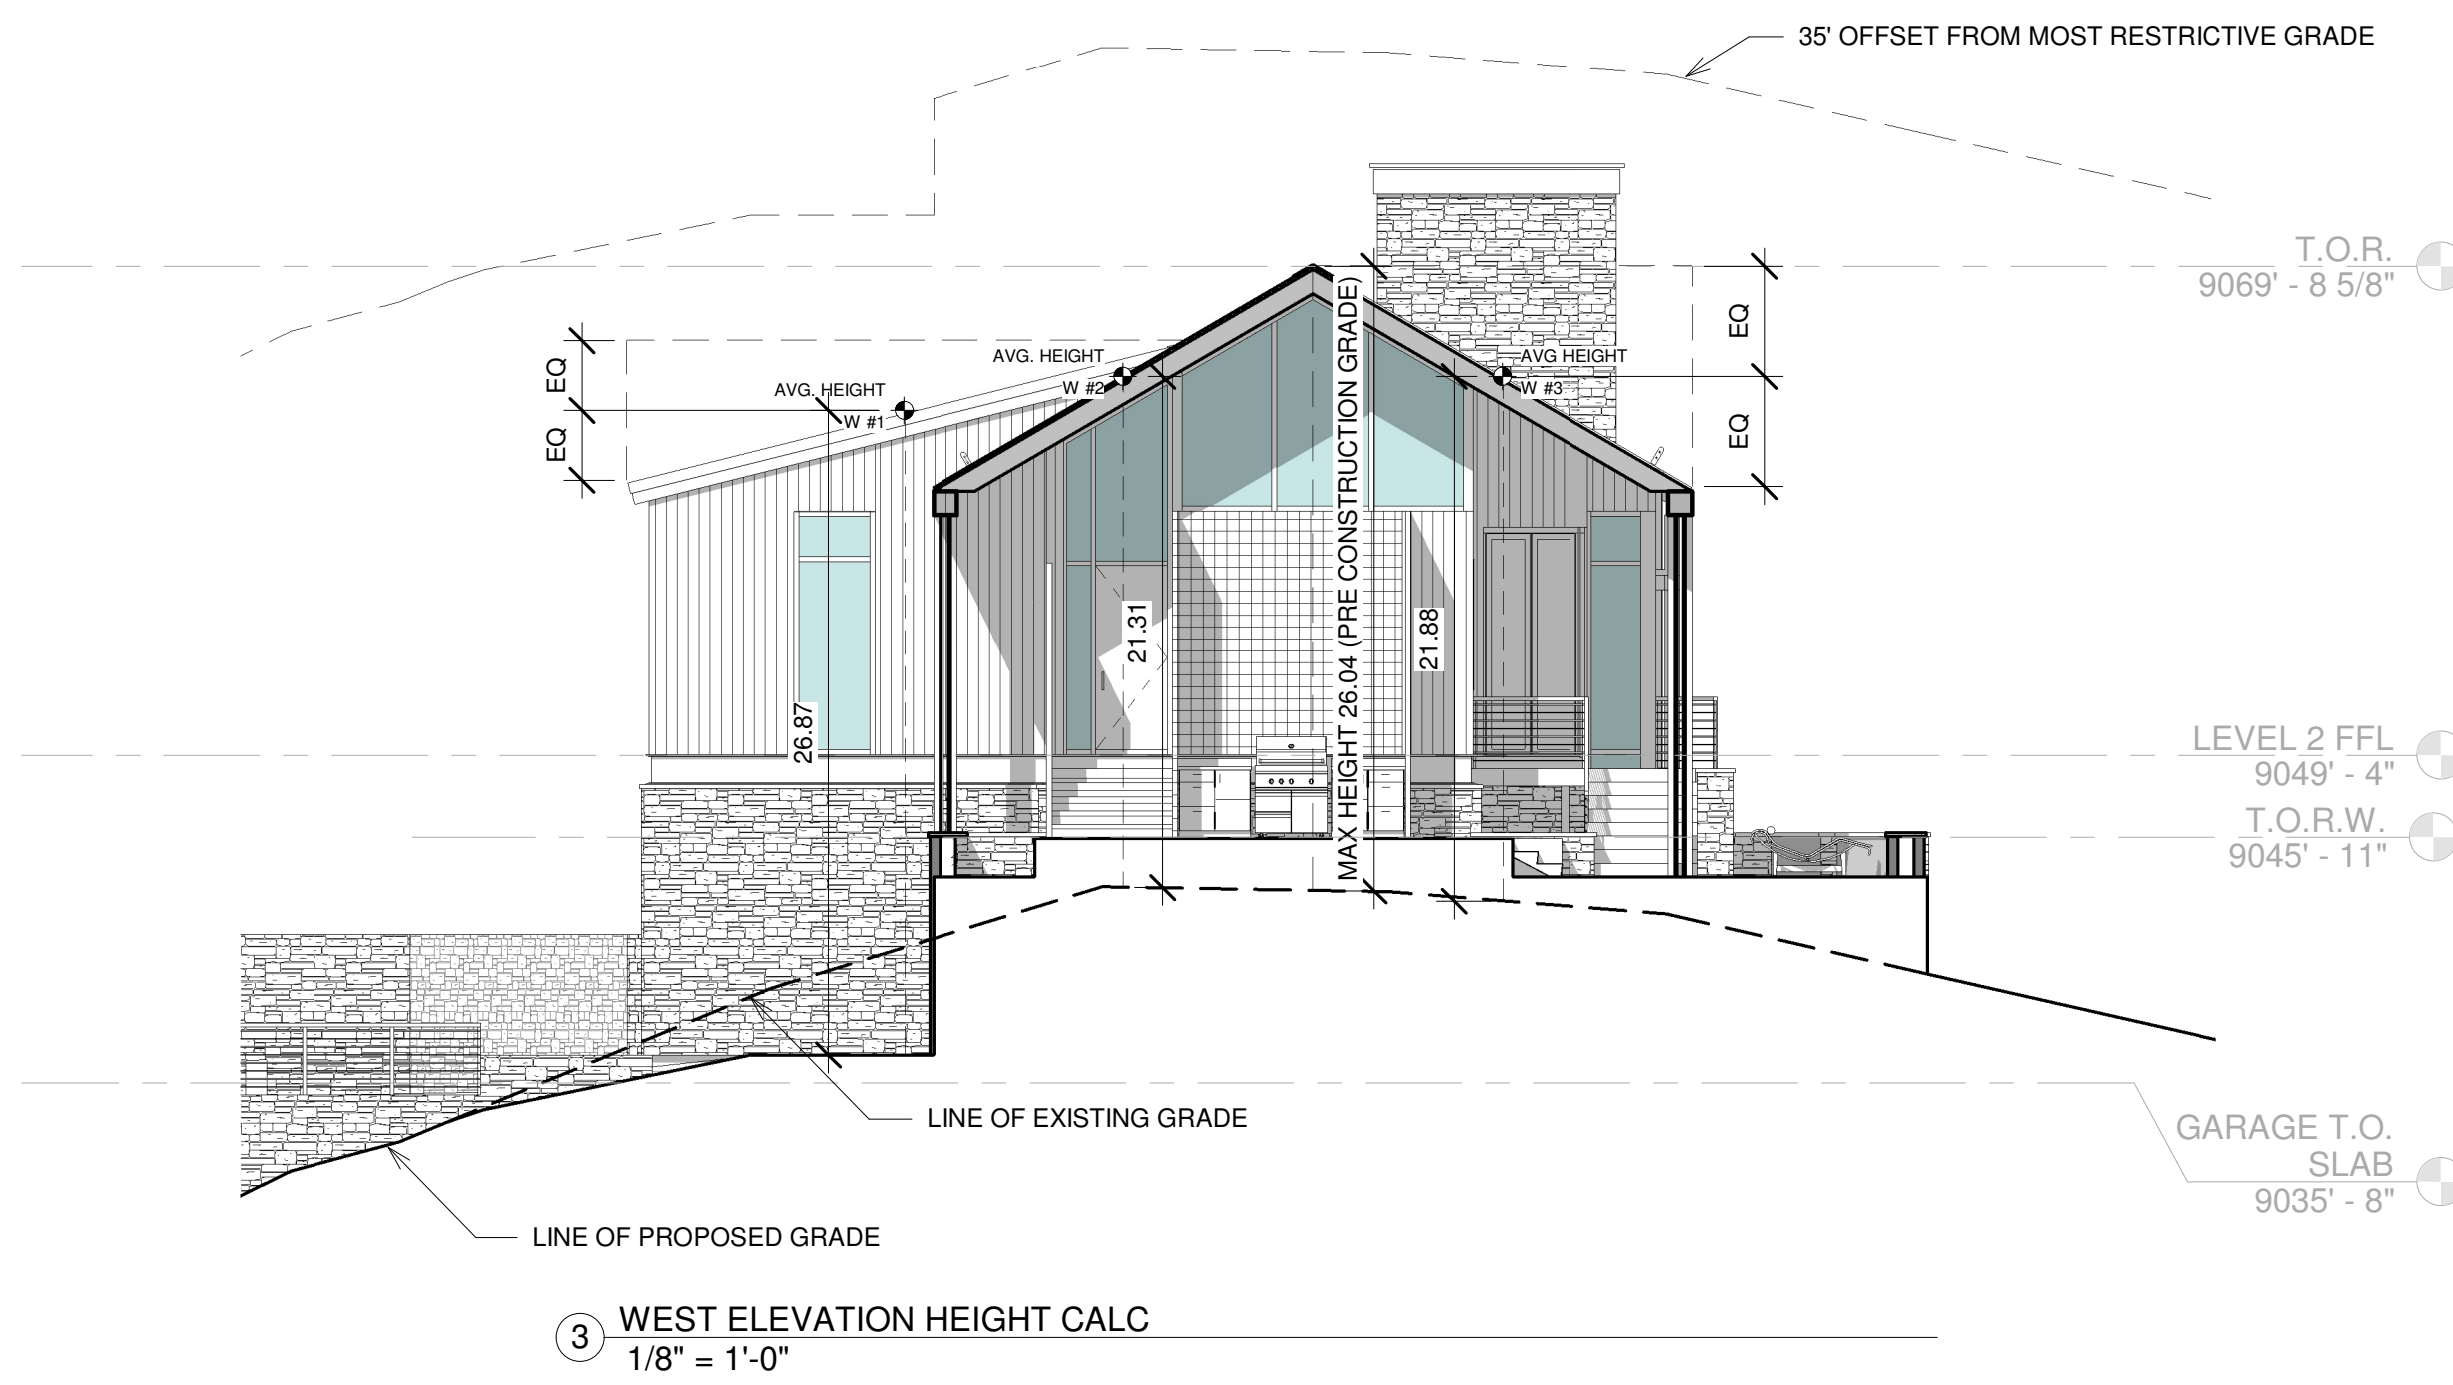 35' OFFSET FROM MOST RESTRICTIVE GRADE
T.O.R.
9069' - 8 5/8"
EQ
EQ
EQ
EQ
AVG. HEIGHT
W #1
AVG. HEIGHT
W #2
AVG HEIGHT
W #3
MAX HEIGHT 26.04 (PRE CONSTRUCTION GRADE)
21.31
21.88
26.87
LEVEL 2 FFL
9049' - 4"
T.O.R.W.
9045' - 11"
LINE OF EXISTING GRADE
GARAGE T.O.
SLAB
9035' - 8"
LINE OF PROPOSED GRADE
3
WEST ELEVATION HEIGHT CALC
1/8" = 1'-0"